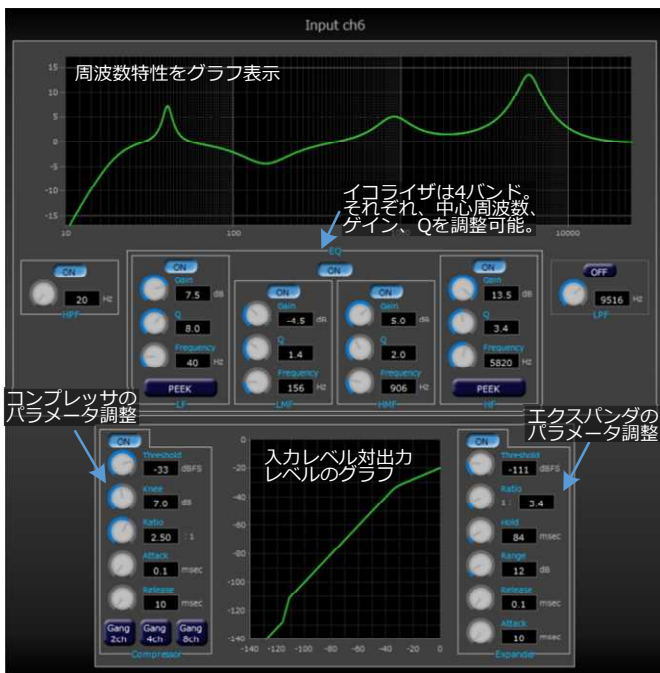 Input ch6
周波数特性をグラフ表示
15
10
5
0
-5
-10
-15
10
100
10000
イコライザは4バンド。
それぞれ、中心周波数、
ゲイン、Qを調整可能。
EQ
ON
ON
20 Hz
HPF
ON
Gain
7.5 dB
Q
8.0
Frequency
40 Hz
PEEK
LF
ON
Gain
-4.5 dB
Q
1.4
Frequency
156 Hz
LMF
ON
Gain
5.0 dB
Q
2.0
Frequency
906 Hz
HMF
ON
Gain
13.5 dB
Q
3.4
Frequency
5820 Hz
PEEK
HF
OFF
9516 Hz
LPF
コンプレッサの
パラメータ調整
ON
Threshold
-33 dBFS
Knee
7.0 dB
Ratio
2.50 : 1
Attack
0.1 msec
Release
10 msec
Gang
2ch
Gang
4ch
Gang
8ch
Compressor
入力レベル対出力
レベルのグラフ
0
-20
-40
-60
-80
-100
-120
-140
-140 -120 -100 -80 -60 -40 -20 0
エクスパンダの
パラメータ調整
ON
Threshold
-111 dBFS
Ratio
1 : 3.4
Hold
84 msec
Range
12 dB
Release
0.1 msec
Attack
10 msec
Expander